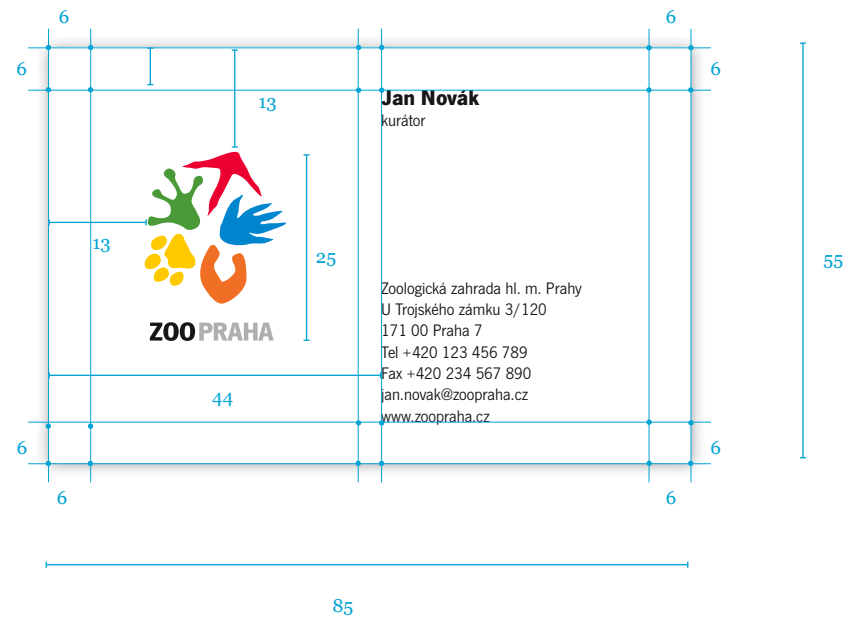 6
6
6
6
13
Jan Novák
kurátor
13
25
55
ZOO PRAHA
Zoologická zahrada hl. m. Prahy
U Trojského zámku 3/120
171 00 Praha 7
Tel +420 123 456 789
Fax +420 234 567 890
jan.novak@zoopraha.cz
www.zoopraha.cz
44
6
6
6
6
85